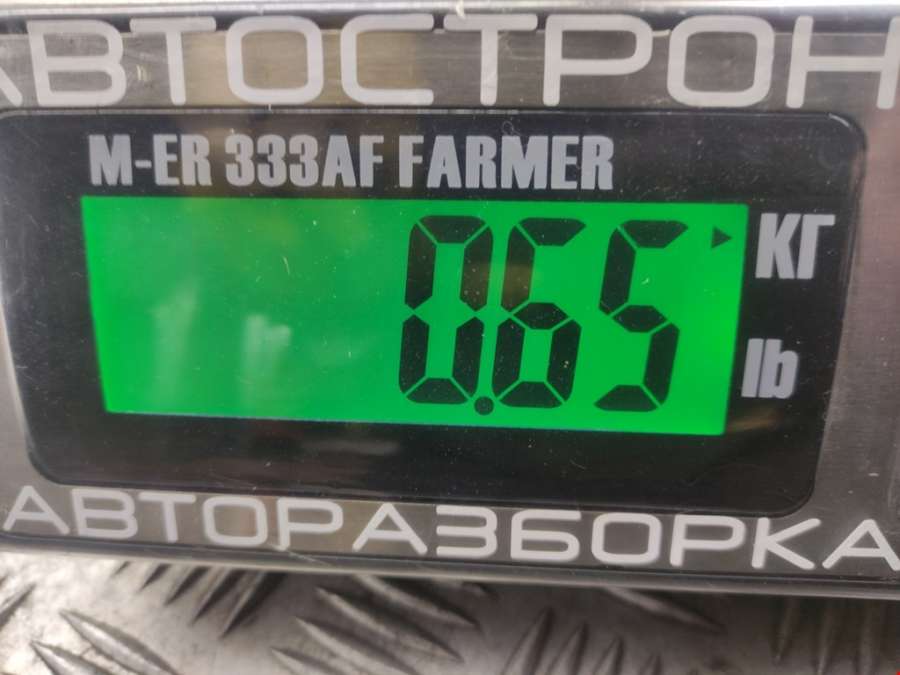 АВТОСТРОН
M-ER 333AF FARMER
0.65
КГ
lb
АВТОРАЗБОРКА